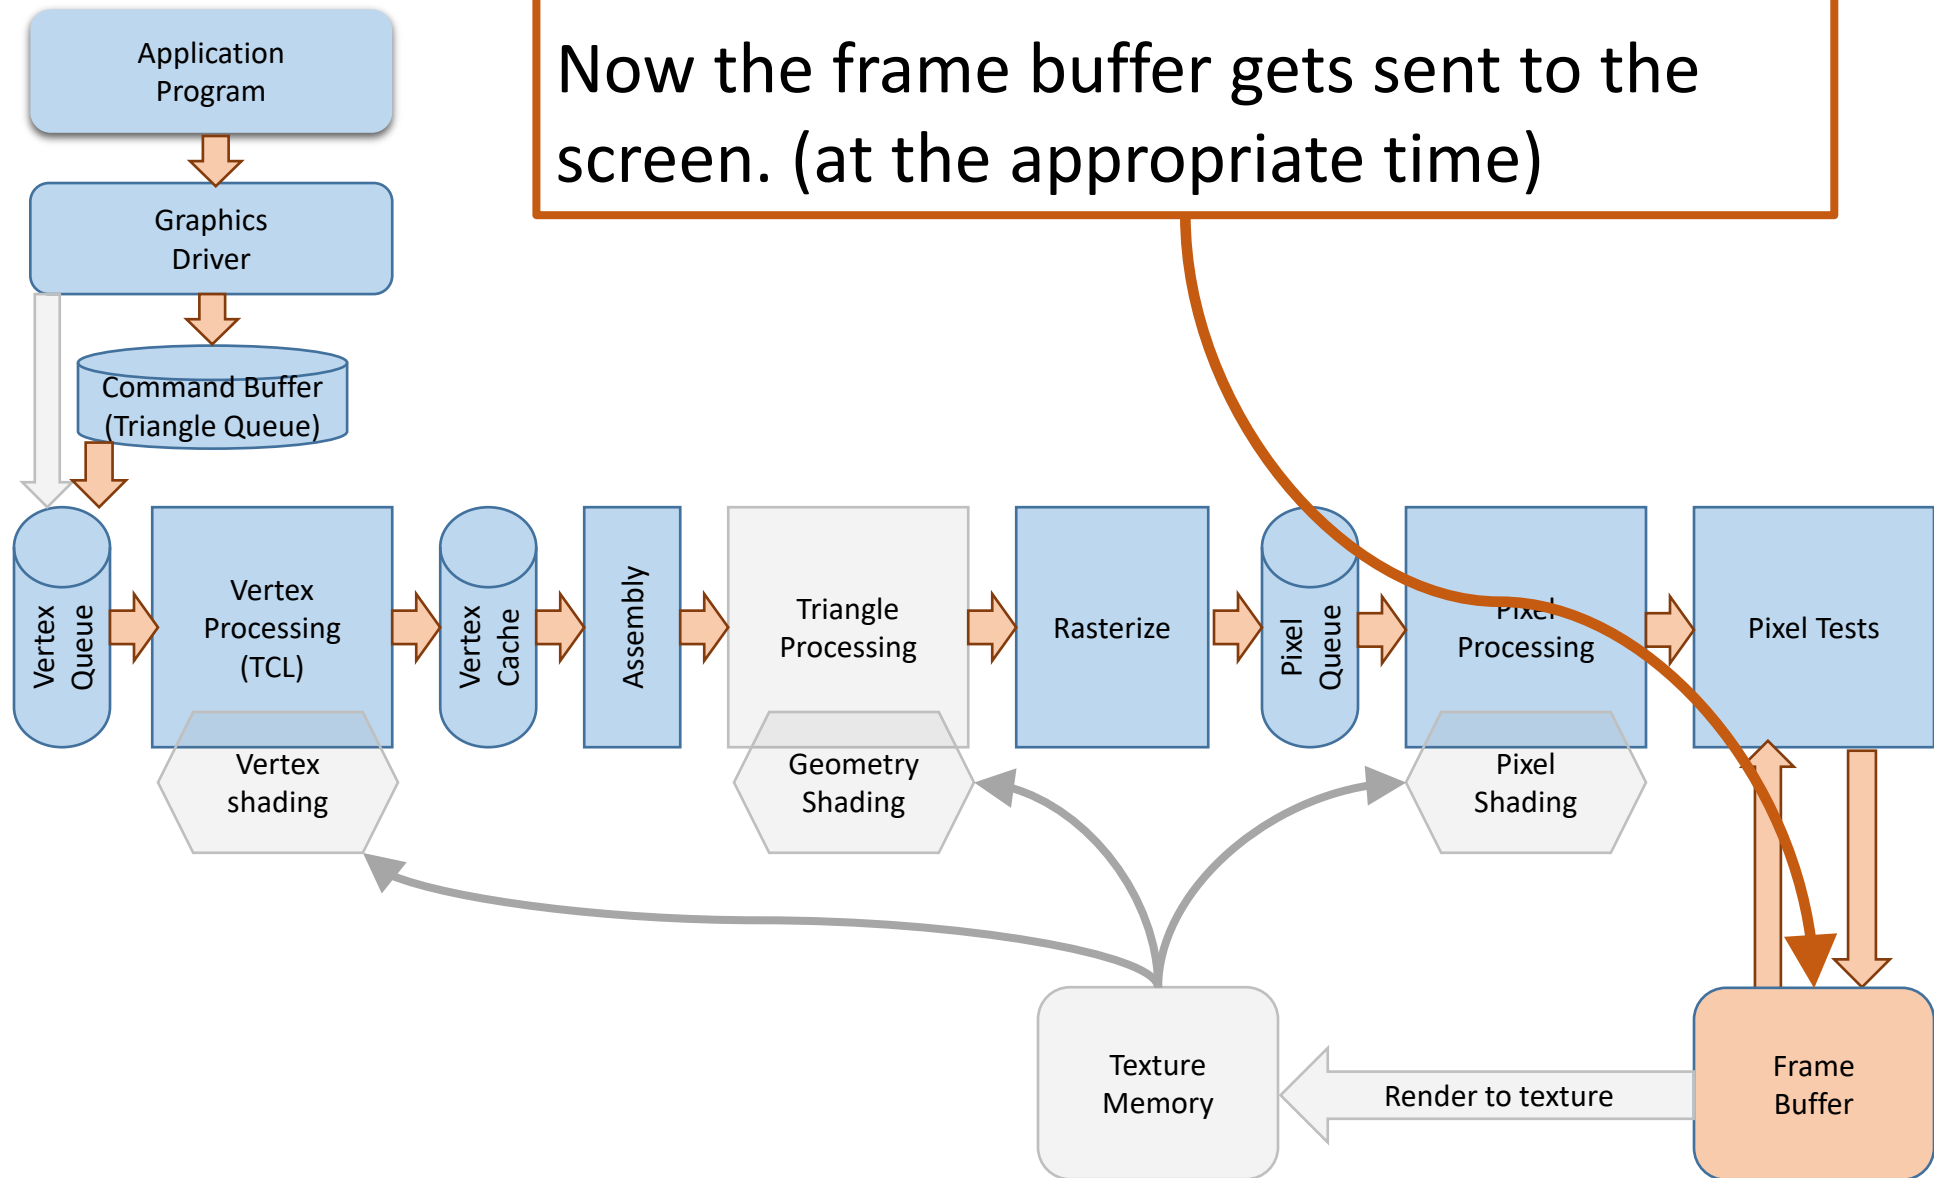 Application
Program
Now the frame buffer gets sent to the
screen. (at the appropriate time)
Graphics
Driver
Command Buffer
(Triangle Queue)
Vertex
Queue
Vertex
Processing
(TCL)
Vertex
Cache
Assembly
Triangle
Processing
Rasterize
Pixel
Queue
Pixel
Processing
Pixel Tests
Vertex
shading
Geometry
Shading
Pixel
Shading
Texture
Memory
Render to texture
Frame
Buffer